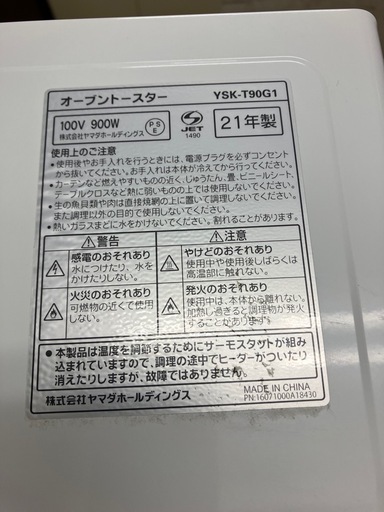 オーブントースター YSK-T90G1
100V 900W
株式会社ヤマダホールディングス
PSE
JET
1490
21年製
使用上のご注意
・使用後やお手入れを行うときには、電源プラグを必ずコンセント
から抜いてください。お手入れは本体が冷えてから行ってください。
・カーテンなど燃えやすいものの近く、じゅうたん、畳、ビニールシート、
テーブルクロスなど熱に弱いものの上では使用しないでください。
・生の魚貝類や肉は直接焼網の上に置いて調理しないでください。
また調理以外の目的で使用しないでください。
・熱いガラスまどに水をかけないでください。割れることがあります。
警告
感電のおそれあり
水につけたり、水を
かけたりしない。
火災のおそれあり
可燃物の近くで使用
しない。
注意
やけどのおそれあり
使用中や使用後しばらくは
高温部に触れない。
発火のおそれあり
使用中は、本体から離れない。
加熱し過ぎると調理物が発火
することがあります。
●本製品は温度を調節するためにサーモスタットが組み
込まれていますので、調理の途中でヒーターがついたり
消えたりしますが、故障ではありません。
株式会社ヤマダホールディングス
MADE IN CHINA
PN:16071000A18430